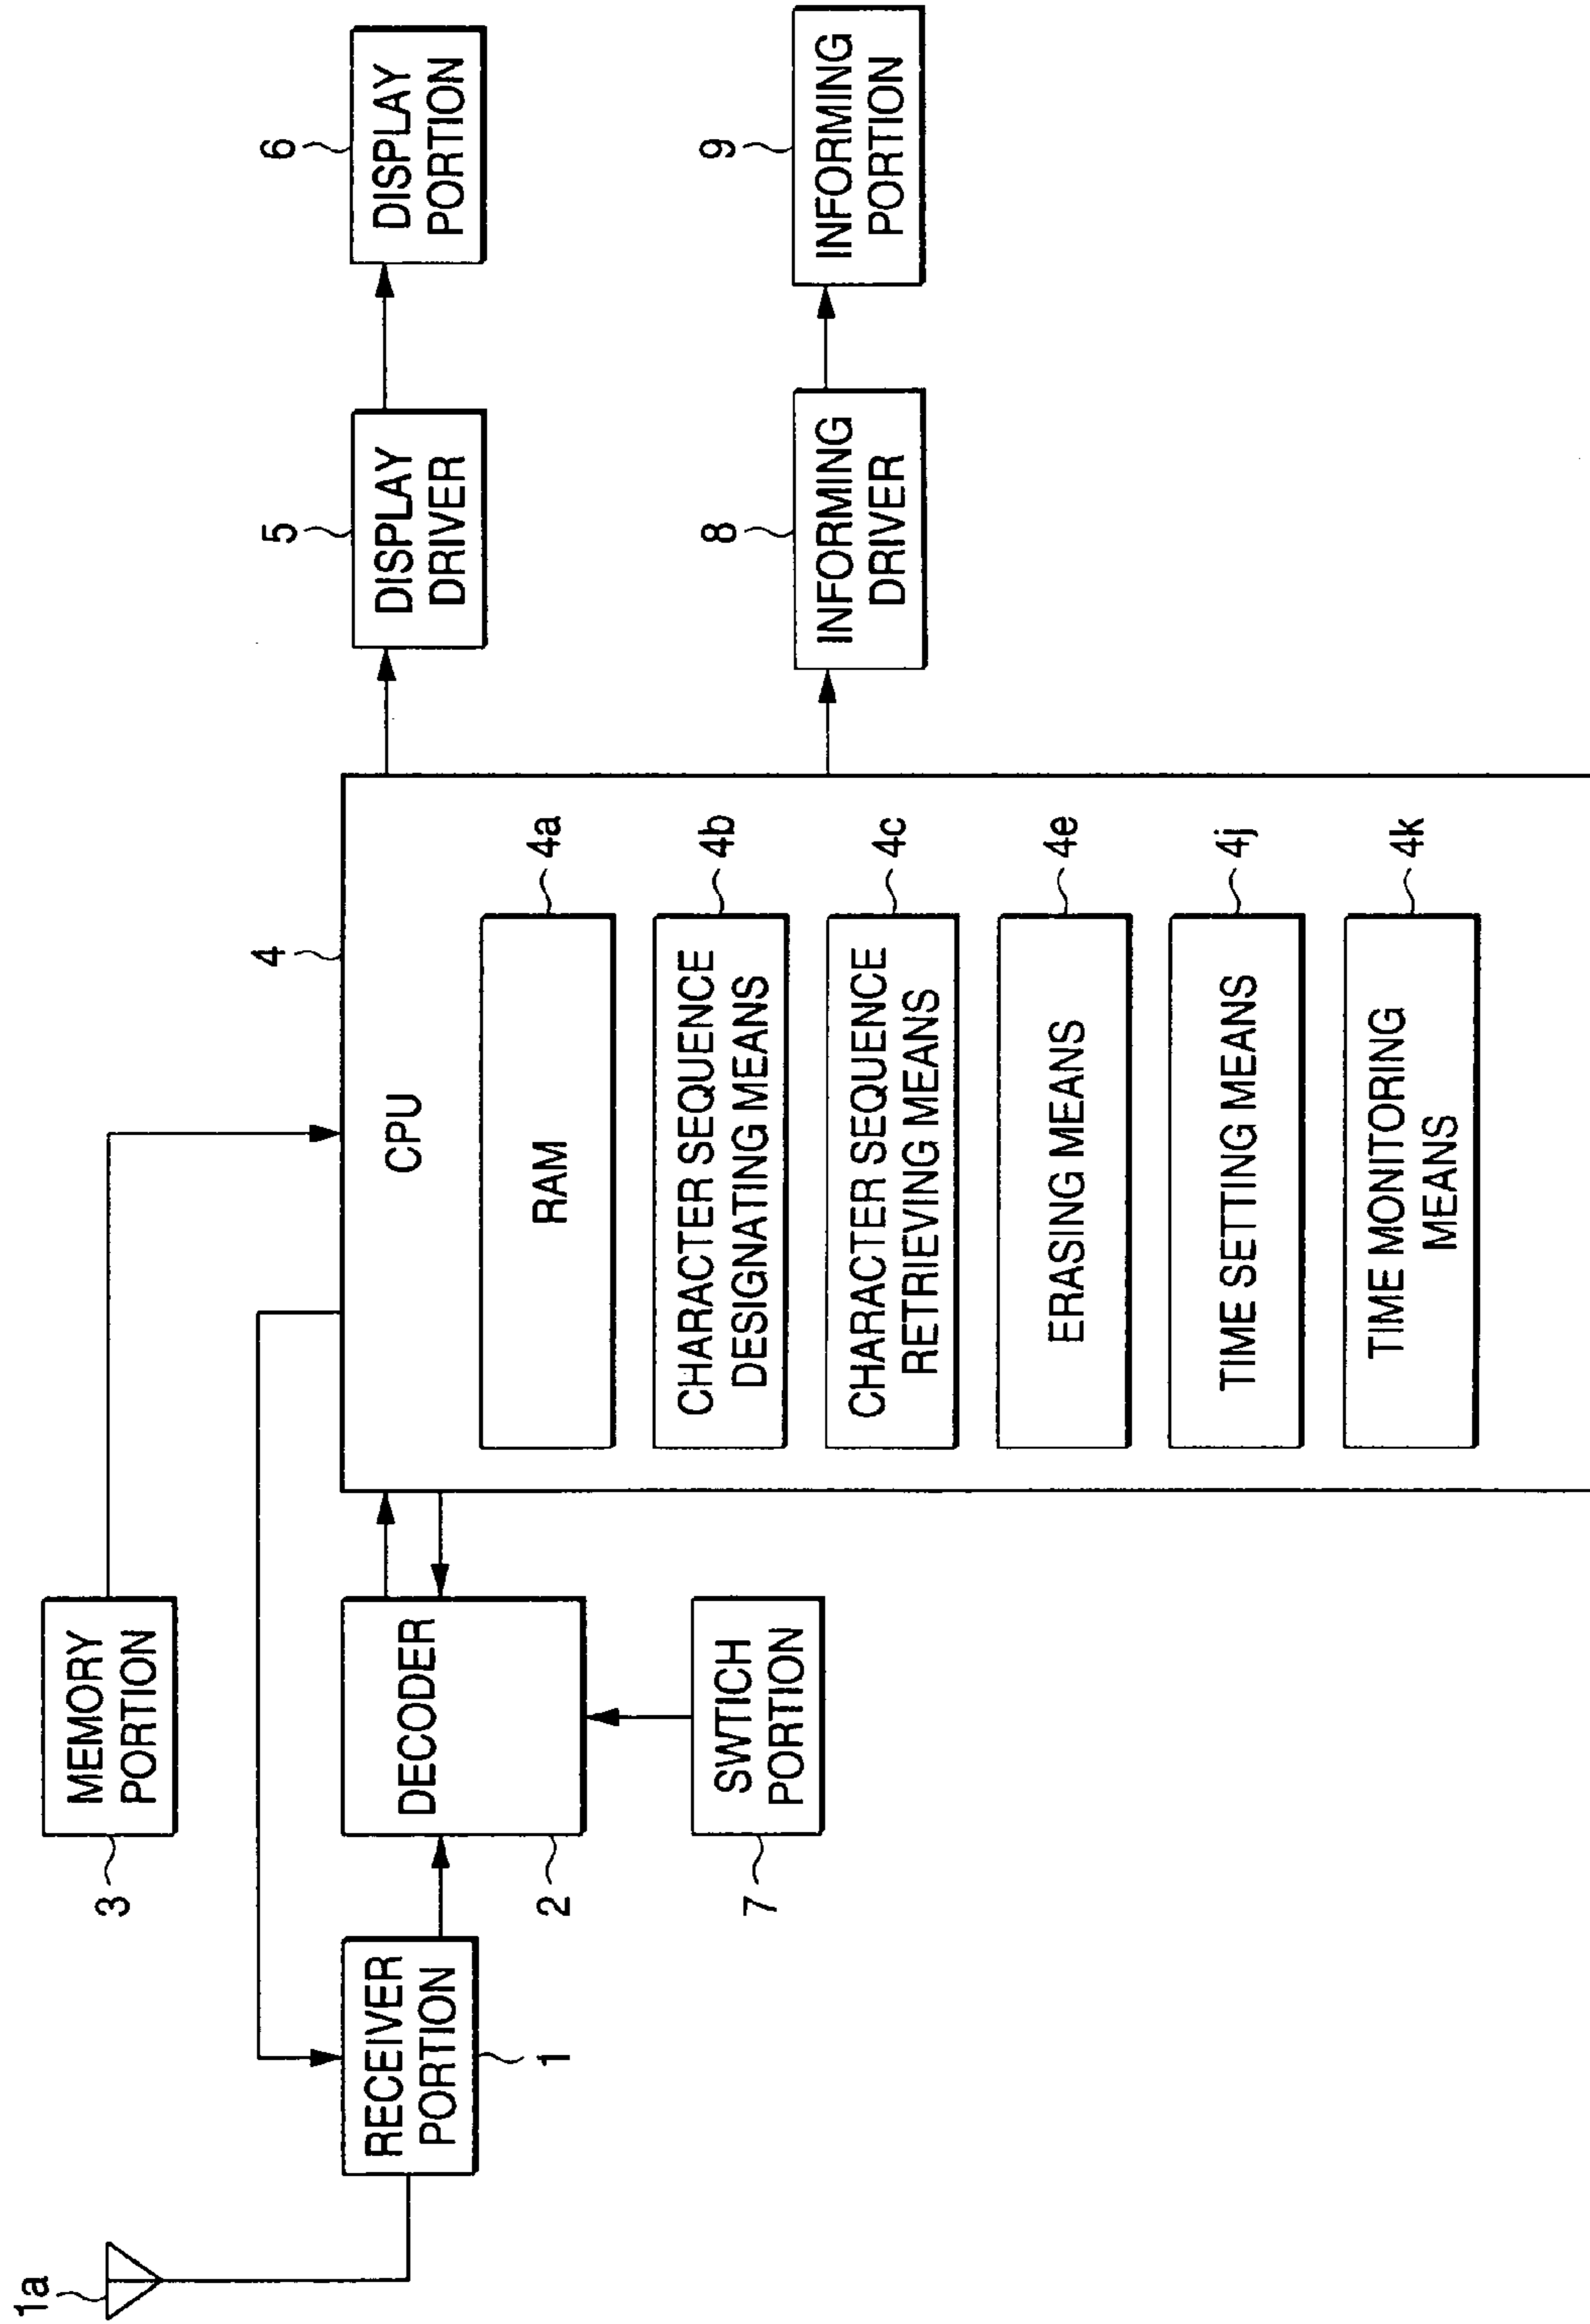 1a
RECEIVER
PORTION
1
MEMORY
PORTION
3
DECODER
2
SWTICH
PORTION
7
4
CPU
RAM
4a
CHARACTER SEQUENCE
DESIGNATING MEANS
4b
CHARACTER SEQUENCE
RETRIEVING MEANS
4c
ERASING MEANS
4e
TIME SETTING MEANS
4j
TIME MONITORING
MEANS
4k
5
DISPLAY
DRIVER
6
DISPLAY
PORTION
8
INFORMING
DRIVER
9
INFORMING
PORTION